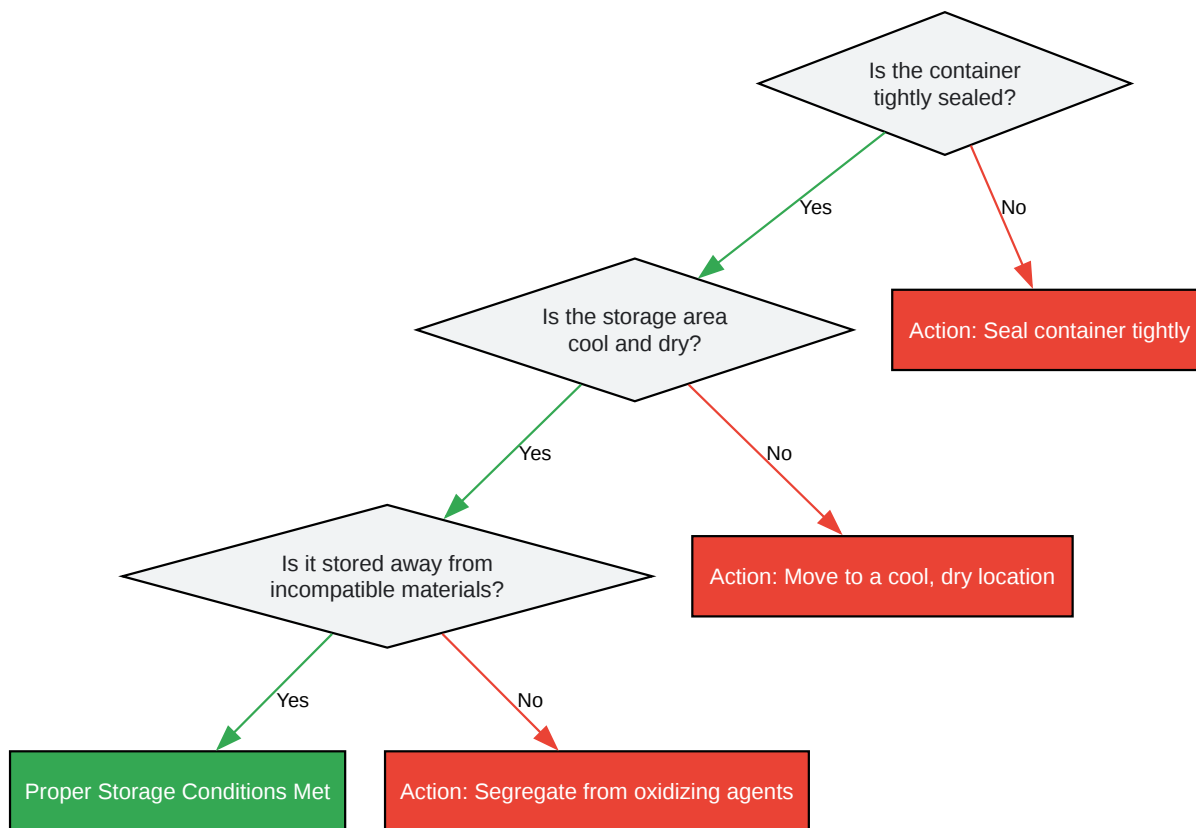 Is the container
tightly sealed?
Yes
No
Is the storage area
cool and dry?
Action: Seal container tightly
Yes
No
Is it stored away from
incompatible materials?
Action: Move to a cool, dry location
Yes
No
Proper Storage Conditions Met
Action: Segregate from oxidizing agents